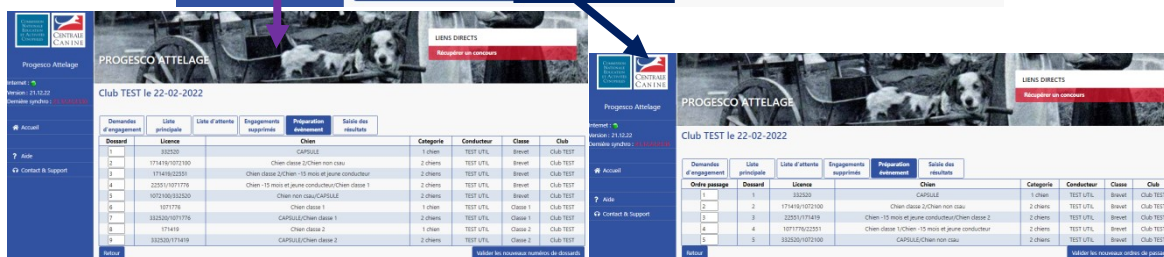 COMMISSION
NATIONALE
EDUCATION
ET ACTIVITÉS
CYNOLOGIQUES
CENTRALE
CANINE
Progesco Attelage
Internet :
Version : 21.12.22
Dernière synchro :
Accueil
Aide
Contact & Support
PROGESCO ATTELAGE
LIENS DIRECTS
Récupérer un concours
Club TEST le 22-02-2022
Demandes d'engagement Liste principale Liste d'attente Engagements supprimés Préparation événement Saisie des résultats
Dossard Licence Chien Categorie Conducteur Classe Club
1 332520 CAPSULE 1 chien TEST UTIL Brevet Club TEST
2 171419/1072100 Chien classe 2/Chien non csau 2 chiens TEST UTIL Brevet Club TEST
3 171419/22551 Chien classe 2/Chien -15 mois et jeune conducteur 2 chiens TEST UTIL Brevet Club TEST
4 22551/1071776 Chien -15 mois et jeune conducteur/Chien classe 1 2 chiens TEST UTIL Brevet Club TEST
5 1072100/332520 Chien non csau/CAPSULE 2 chiens TEST UTIL Brevet Club TEST
6 1071776 Chien classe 1 1 chien TEST UTIL Classe 1 Club TEST
7 332520/1071776 CAPSULE/Chien classe 1 2 chiens TEST UTIL Classe 1 Club TEST
8 171419 Chien classe 2 1 chien TEST UTIL Classe 2 Club TEST
9 332520/171419 CAPSULE/Chien classe 2 2 chiens TEST UTIL Classe 2 Club TEST
Retour Valider les nouveaux numéros de dossards
CENTRALE
CANINE
Progesco Attelage
Internet :
Version : 21.12.22
Dernière synchro :
Accueil
Aide
Contact & Support
PROGESCO ATTELAGE
LIENS DIRECTS
Récupérer un concours
Club TEST le 22-02-2022
Demandes d'engagement Liste principale Liste d'attente Engagements supprimés Préparation événement Saisie des résultats
Ordre passage Dossard Licence Chien Categorie Conducteur Classe Club
1 1 332520 CAPSULE 1 chien TEST UTIL Brevet Club TEST
2 2 171419/1072100 Chien classe 2/Chien non csau 2 chiens TEST UTIL Brevet Club TEST
3 3 22551/171419 Chien -15 mois et jeune conducteur/Chien classe 2 2 chiens TEST UTIL Brevet Club TEST
4 4 1071776/22551 Chien classe 1/Chien -15 mois et jeune conducteur 2 chiens TEST UTIL Brevet Club TEST
5 5 332520/1072100 CAPSULE/Chien non csau 2 chiens TEST UTIL Brevet Club TEST
Retour Valider les nouveaux ordres de